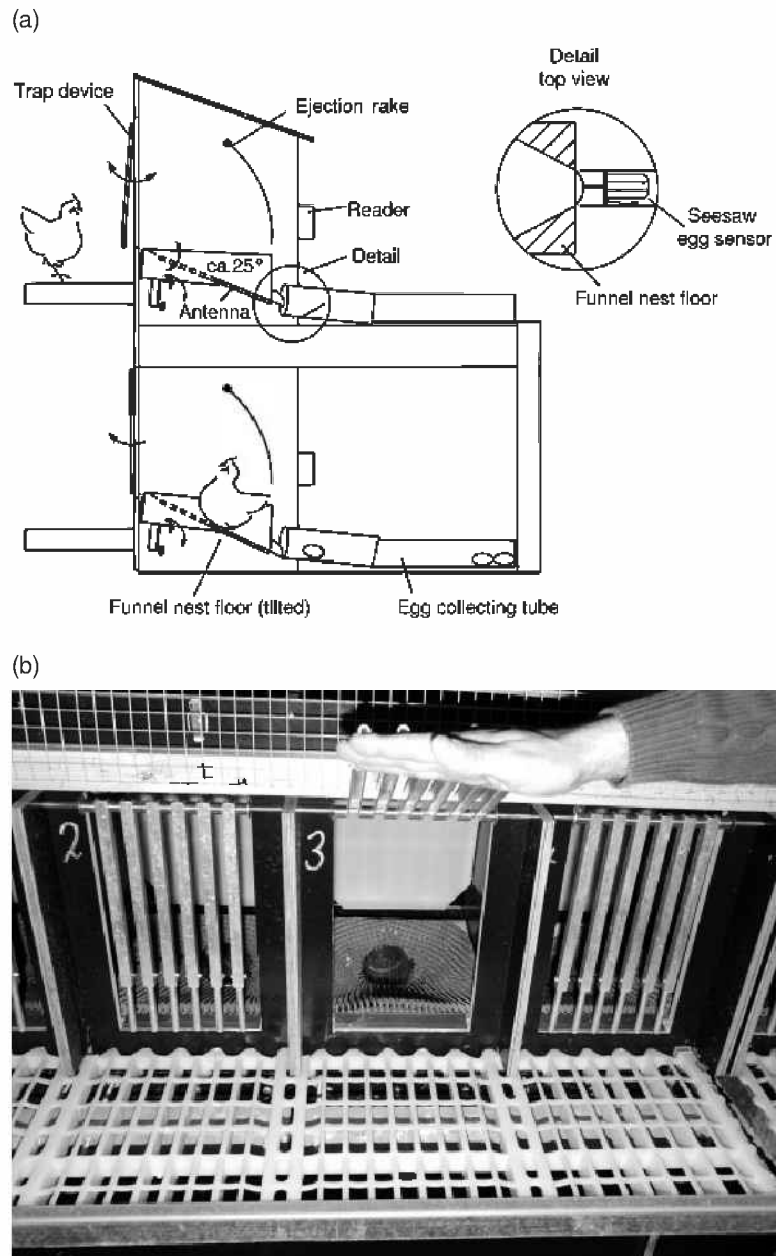 (a)
Trap device
Ejection rake
Reader
Detail
ca.25°
Antenna
Detail
top view
Seesaw
egg sensor
Funnel nest floor
Funnel nest floor (tilted)
Egg collecting tube
(b)
2
3